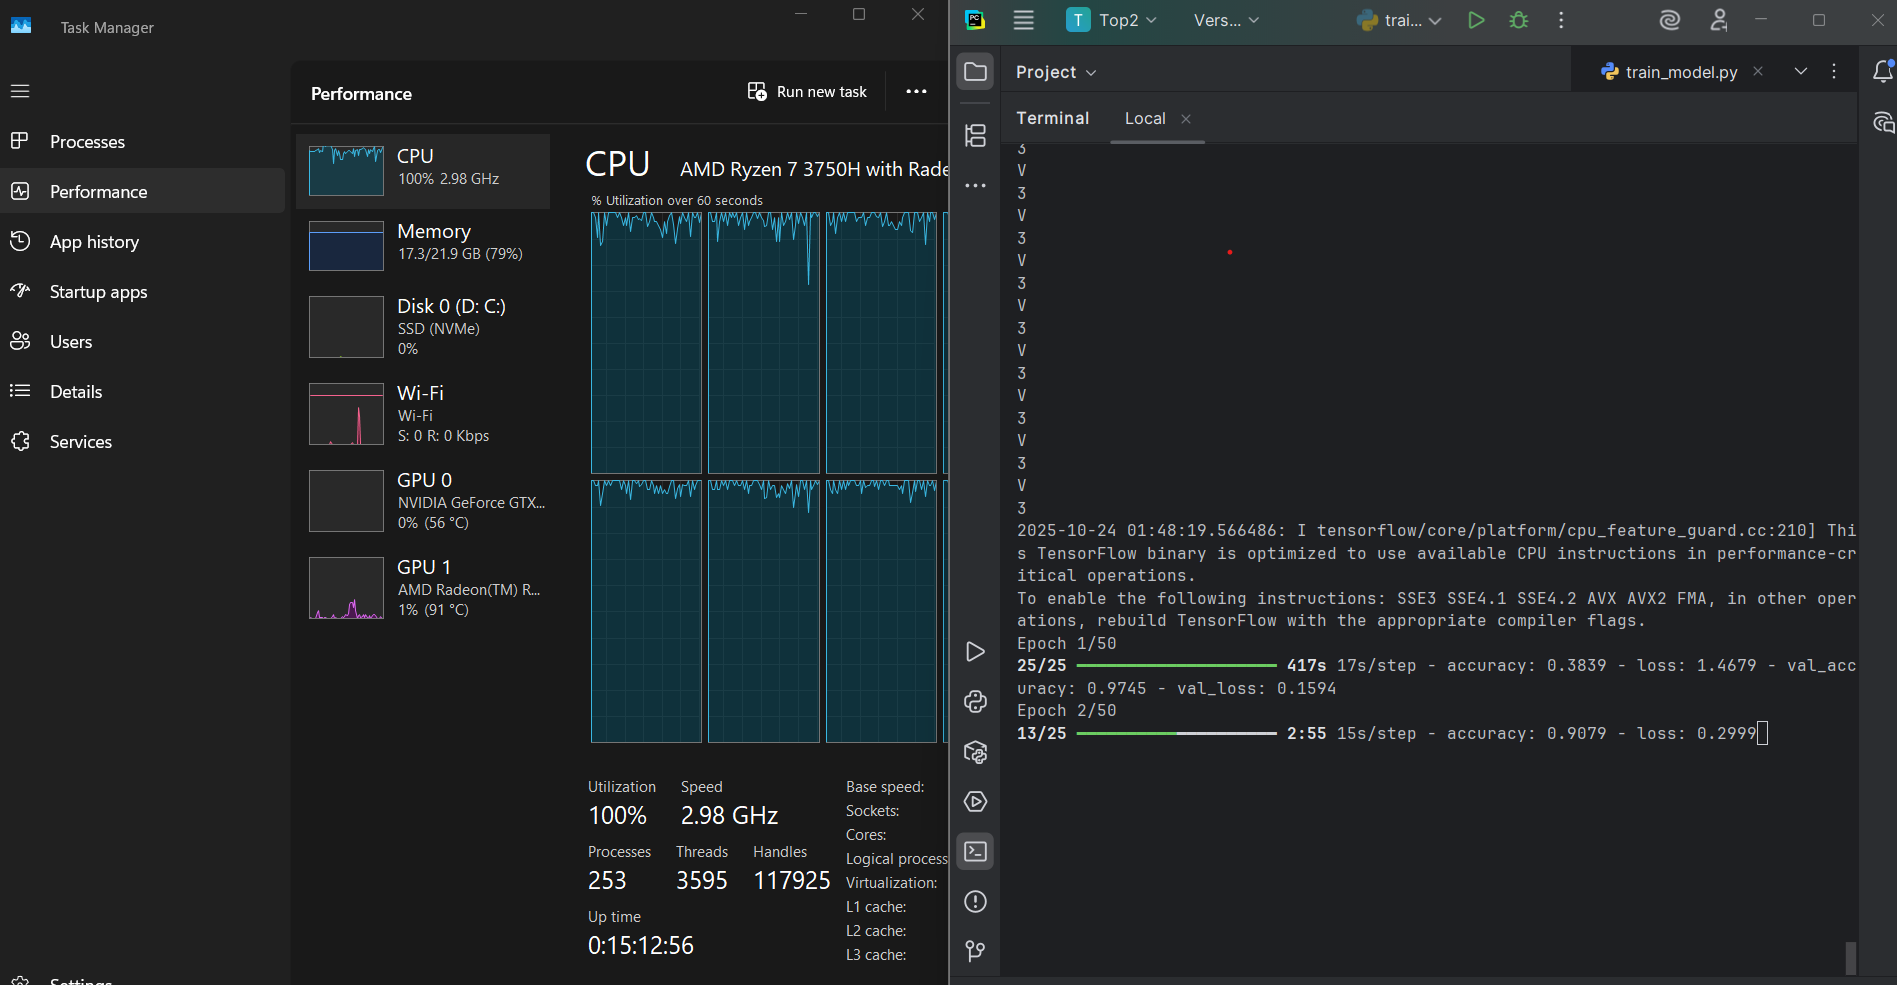 Task Manager
Processes
Performance
App history
Startup apps
Users
Details
Services
Settings
Performance
Run new task
CPU
100% 2.98 GHz
Memory
17.3/21.9 GB (79%)
Disk 0 (D: C:)
SSD (NVMe)
0%
Wi-Fi
Wi-Fi
S: 0 R: 0 Kbps
GPU 0
NVIDIA GeForce GTX...
0% (56 °C)
GPU 1
AMD Radeon(TM) R...
1% (91 °C)
CPU
AMD Ryzen 7 3750H with Rade
% Utilization over 60 seconds
Utilization
Speed
100%
2.98 GHz
Processes
Threads
Handles
253
3595
117925
Up time
0:15:12:56
Base speed:
Sockets:
Cores:
Logical process
Virtualization:
L1 cache:
L2 cache:
L3 cache:
PC
T
Top2
Vers...
trai...
Project
train_model.py
Terminal
Local
3
V
3
V
3
V
3
V
3
V
3
V
3
V
3
V
3
2025-10-24 01:48:19.566486: I tensorflow/core/platform/cpu_feature_guard.cc:210] Thi
s TensorFlow binary is optimized to use available CPU instructions in performance-cr
itical operations.
To enable the following instructions: SSE3 SSE4.1 SSE4.2 AVX AVX2 FMA, in other oper
ations, rebuild TensorFlow with the appropriate compiler flags.
Epoch 1/50
25/25 417s 17s/step - accuracy: 0.3839 - loss: 1.4679 - val_acc
uracy: 0.9745 - val_loss: 0.1594
Epoch 2/50
13/25 2:55 15s/step - accuracy: 0.9079 - loss: 0.2999